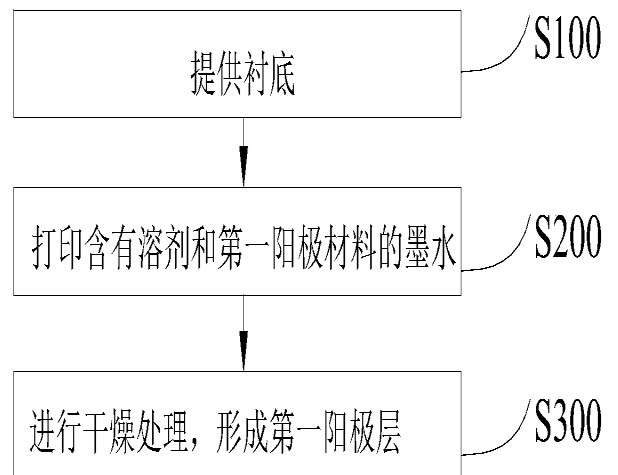 提供衬底
S100
打印含有溶剂和第一阳极材料的墨水
S200
进行干燥处理，形成第一阳极层
S300